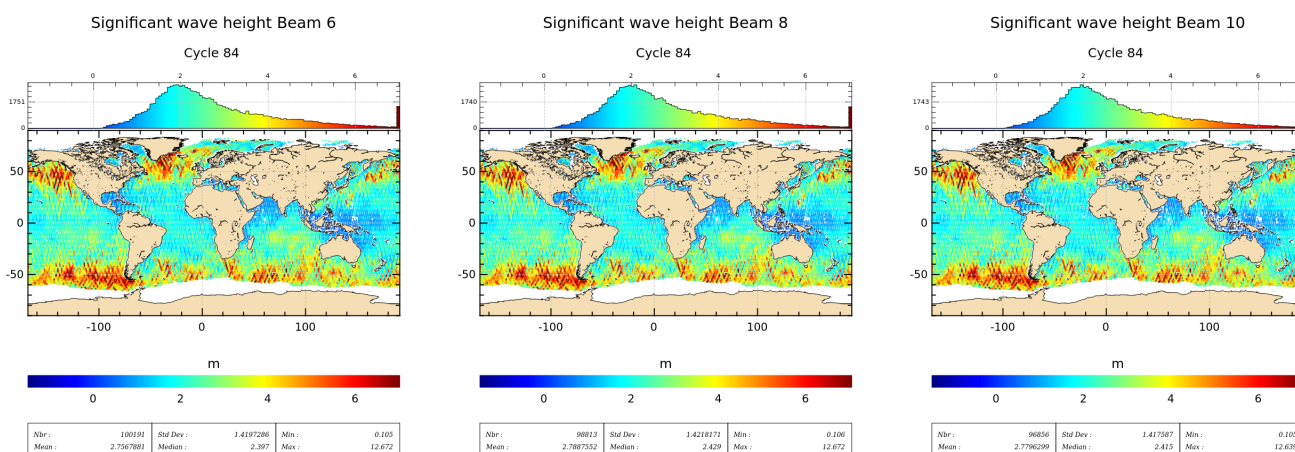 Significant wave height Beam 6
Cycle 84
0 2 4 6
1751
0
50
0
-50
-100 0 100
m
0 2 4 6
Nbr : 100191 Std Dev : 1.4197286 Min : 0.105
Mean : 2.7567881 Median : 2.397 Max : 12.672
Significant wave height Beam 8
Cycle 84
0 2 4 6
1740
0
50
0
-50
-100 0 100
m
0 2 4 6
Nbr : 98813 Std Dev : 1.4218171 Min : 0.106
Mean : 2.7887552 Median : 2.429 Max : 12.672
Significant wave height Beam 10
Cycle 84
0 2 4 6
1743
0
50
0
-50
-100 0 100
m
0 2 4 6
Nbr : 96856 Std Dev : 1.417587 Min :
Mean : 2.7796299 Median : 2.415 Max :